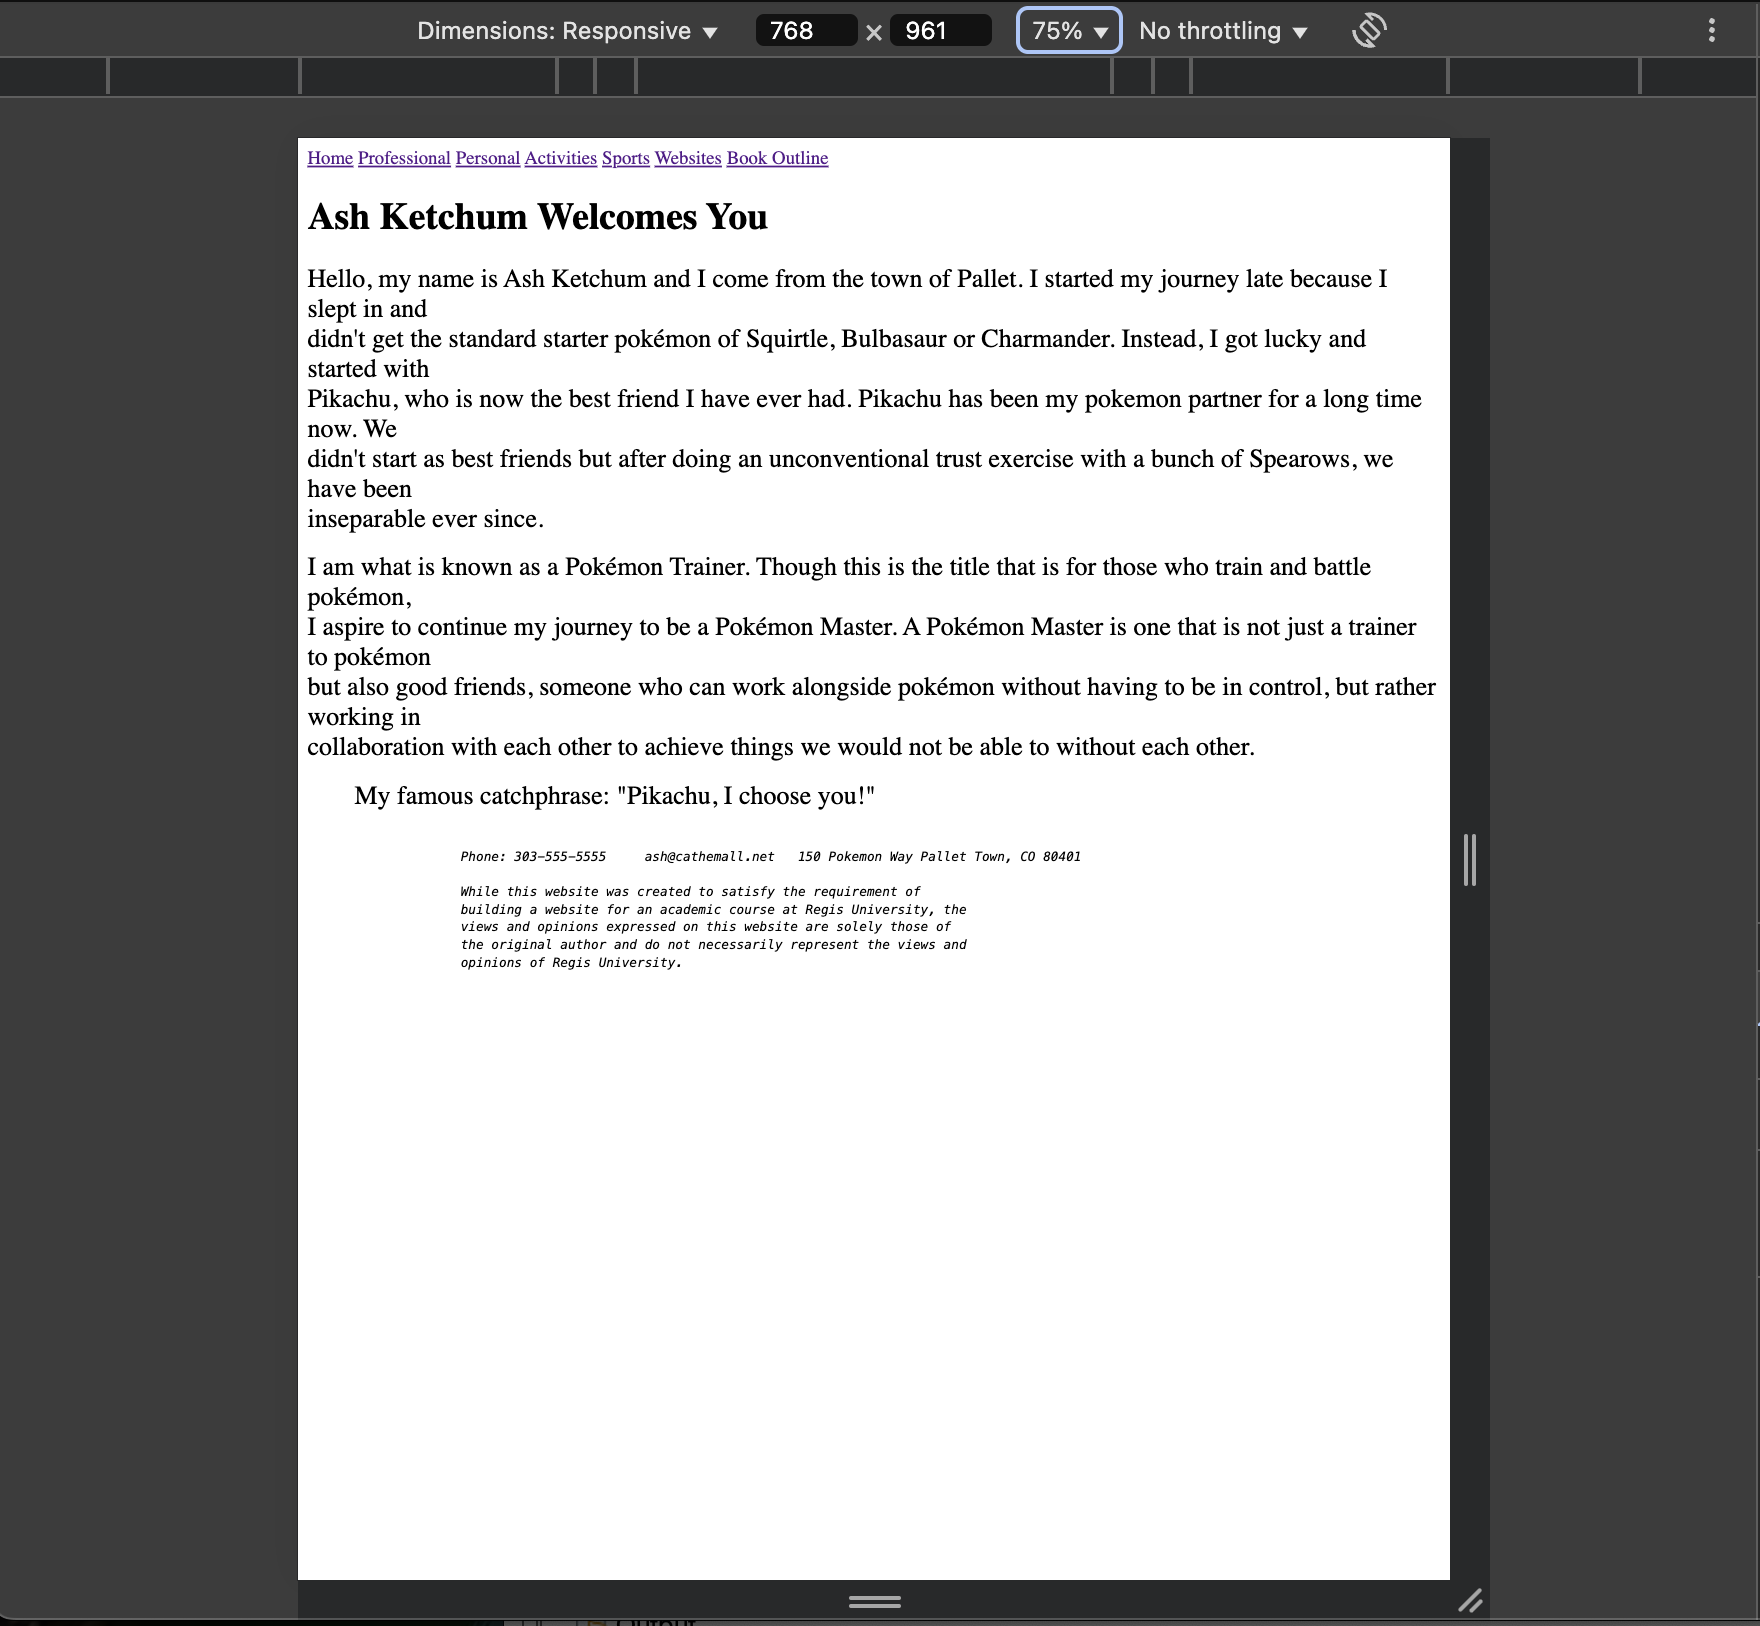 Dimensions: Responsive ▼ 768 × 961 75% ▼ No throttling ▼
Home Professional Personal Activities Sports Websites Book Outline
Ash Ketchum Welcomes You
Hello, my name is Ash Ketchum and I come from the town of Pallet. I started my journey late because I
slept in and
didn't get the standard starter pokémon of Squirtle, Bulbasaur or Charmander. Instead, I got lucky and
started with
Pikachu, who is now the best friend I have ever had. Pikachu has been my pokemon partner for a long time
now. We
didn't start as best friends but after doing an unconventional trust exercise with a bunch of Spearows, we
have been
inseparable ever since.
I am what is known as a Pokémon Trainer. Though this is the title that is for those who train and battle
pokémon,
I aspire to continue my journey to be a Pokémon Master. A Pokémon Master is one that is not just a trainer
to pokémon
but also good friends, someone who can work alongside pokémon without having to be in control, but rather
working in
collaboration with each other to achieve things we would not be able to without each other.
My famous catchphrase: "Pikachu, I choose you!"
Phone: 303-555-5555 ash@cathemall.net 150 Pokemon Way Pallet Town, CO 80401
While this website was created to satisfy the requirement of
building a website for an academic course at Regis University, the
views and opinions expressed on this website are solely those of
the original author and do not necessarily represent the views and
opinions of Regis University.